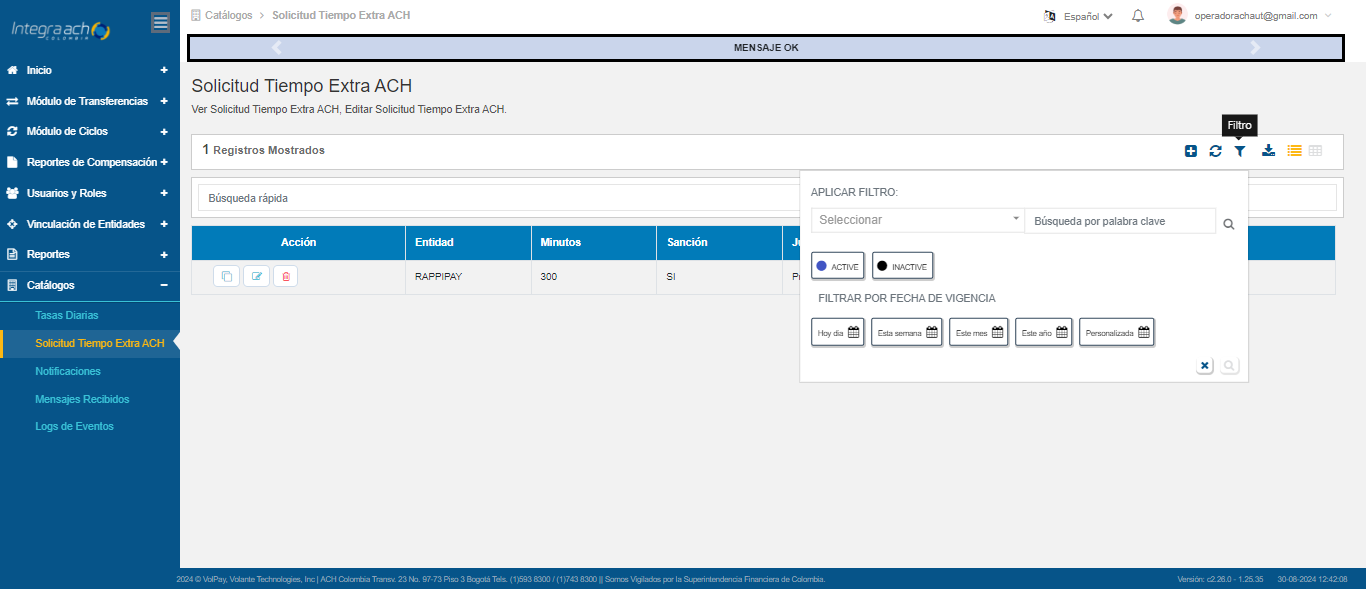 Integra ach
COLOMBIA
Inicio
Módulo de Transferencias
Módulo de Ciclos
Reportes de Compensación
Usuarios y Roles
Vinculación de Entidades
Reportes
Catálogos
Tasas Diarias
Solicitud Tiempo Extra ACH
Notificaciones
Mensajes Recibidos
Logs de Eventos
Catálogos > Solicitud Tiempo Extra ACH
Español
operadorachaut@gmail.com
MENSAJE OK
Solicitud Tiempo Extra ACH
Ver Solicitud Tiempo Extra ACH, Editar Solicitud Tiempo Extra ACH.
Filtro
1 Registros Mostrados
Búsqueda rápida
Acción Entidad Minutos Sanción
RAPPIPAY 300 SI
APLICAR FILTRO:
Seleccionar Búsqueda por palabra clave
ACTIVE INACTIVE
FILTRAR POR FECHA DE VIGENCIA
Hoy dia Esta semana Este mes Este año Personalizada
2024 © VolPay, Volante Technologies, Inc | ACH Colombia Transv. 23 No. 97-73 Piso 3 Bogotá Tels. (1)593 8300 / (1)743 8300 || Somos Vigilados por la Superintendencia Financiera de Colombia.
Versión: c2.26.0 - 1.25.35 30-08-2024 12:42:08